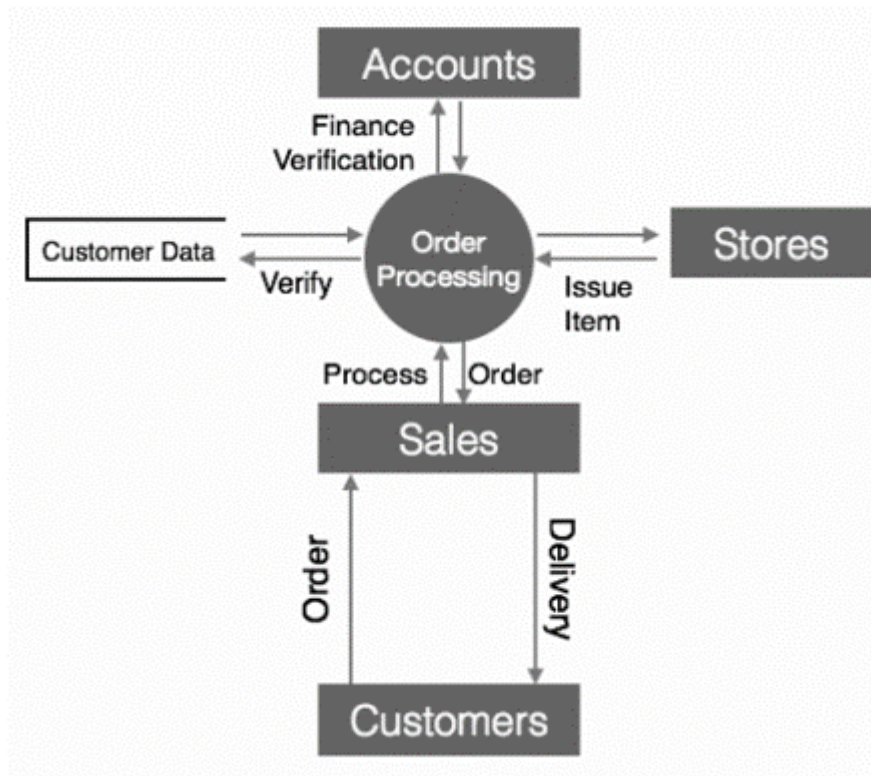 Accounts
Finance
Verification
Customer Data
Order
Processing
Stores
Verify
Issue
Item
Process
Order
Sales
Order
Delivery
Customers